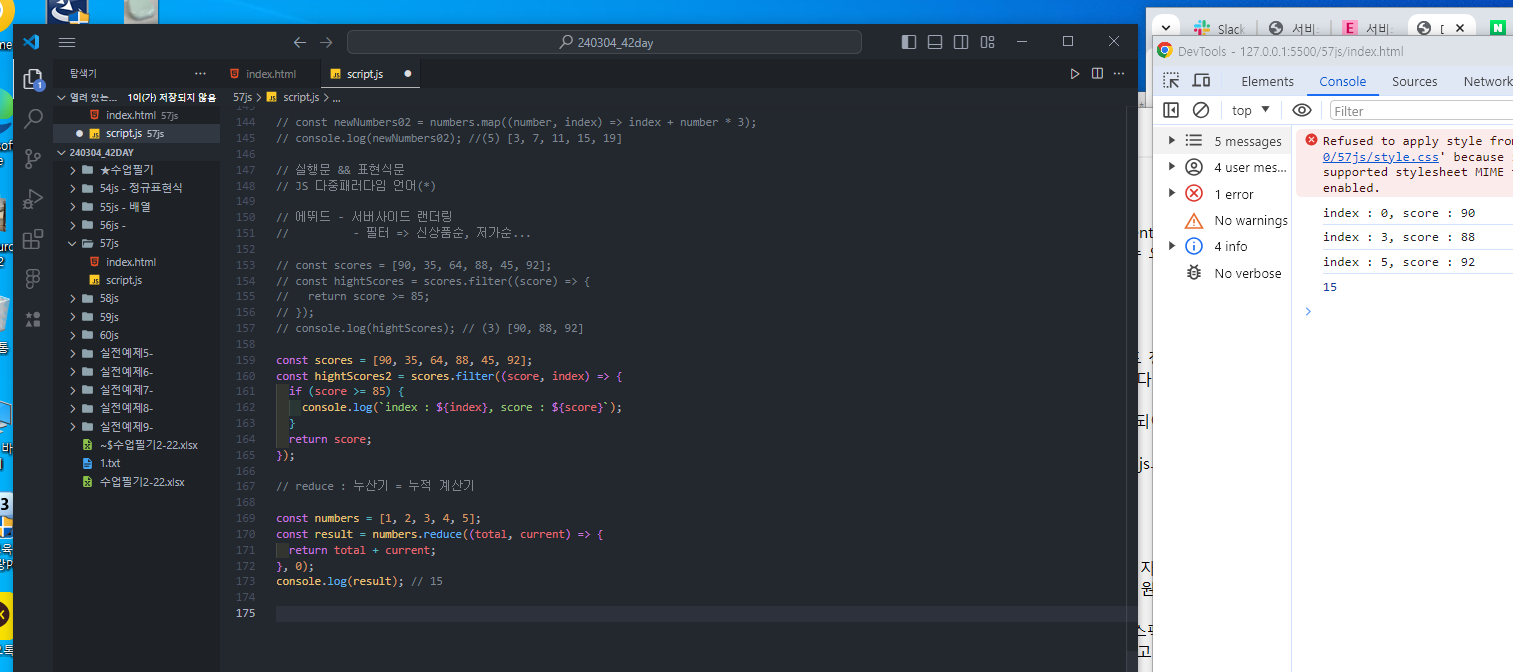 240304_42day
탐색기
index.html
script.js
열려 있는... 1이(가) 저장되지 않음
index.html 57js
script.js 57js
240304_42DAY
★수업필기
54js - 정규표현식
55js - 배열
56js -
57js
index.html
script.js
58js
59js
60js
실전예제5-
실전예제6-
실전예제7-
실전예제8-
실전예제9-
~$수업필기2-22.xlsx
1.txt
수업필기2-22.xlsx
57js > script.js > ...
144 // const newNumbers02 = numbers.map((number, index) => index + number * 3);
145 // console.log(newNumbers02); //(5) [3, 7, 11, 15, 19]
146
147 // 실행문 && 표현식문
148 // JS 다중패러다임 언어(*)
149
150 // 에뛰드 - 서버사이드 랜더링
151 // - 필터 => 신상품순, 저가순...
152
153 // const scores = [90, 35, 64, 88, 45, 92];
154 // const hightScores = scores.filter((score) => {
155 // return score >= 85;
156 // });
157 // console.log(hightScores); // (3) [90, 88, 92]
158
159 const scores = [90, 35, 64, 88, 45, 92];
160 const hightScores2 = scores.filter((score, index) => {
161 if (score >= 85) {
162 console.log(`index : ${index}, score : ${score}`);
163 }
164 return score;
165 });
166
167 // reduce : 누산기 = 누적 계산기
168
169 const numbers = [1, 2, 3, 4, 5];
170 const result = numbers.reduce((total, current) => {
171 return total + current;
172 }, 0);
173 console.log(result); // 15
174
175
Slack
서비
E 서비
N
DevTools - 127.0.0.1:5500/57js/index.html
Elements Console Sources Network
top
Filter
5 messages
4 user mes...
1 error
No warnings
4 info
No verbose
Refused to apply style from
0/57js/style.css' because
supported stylesheet MIME
enabled.
index : 0, score : 90
index : 3, score : 88
index : 5, score : 92
15